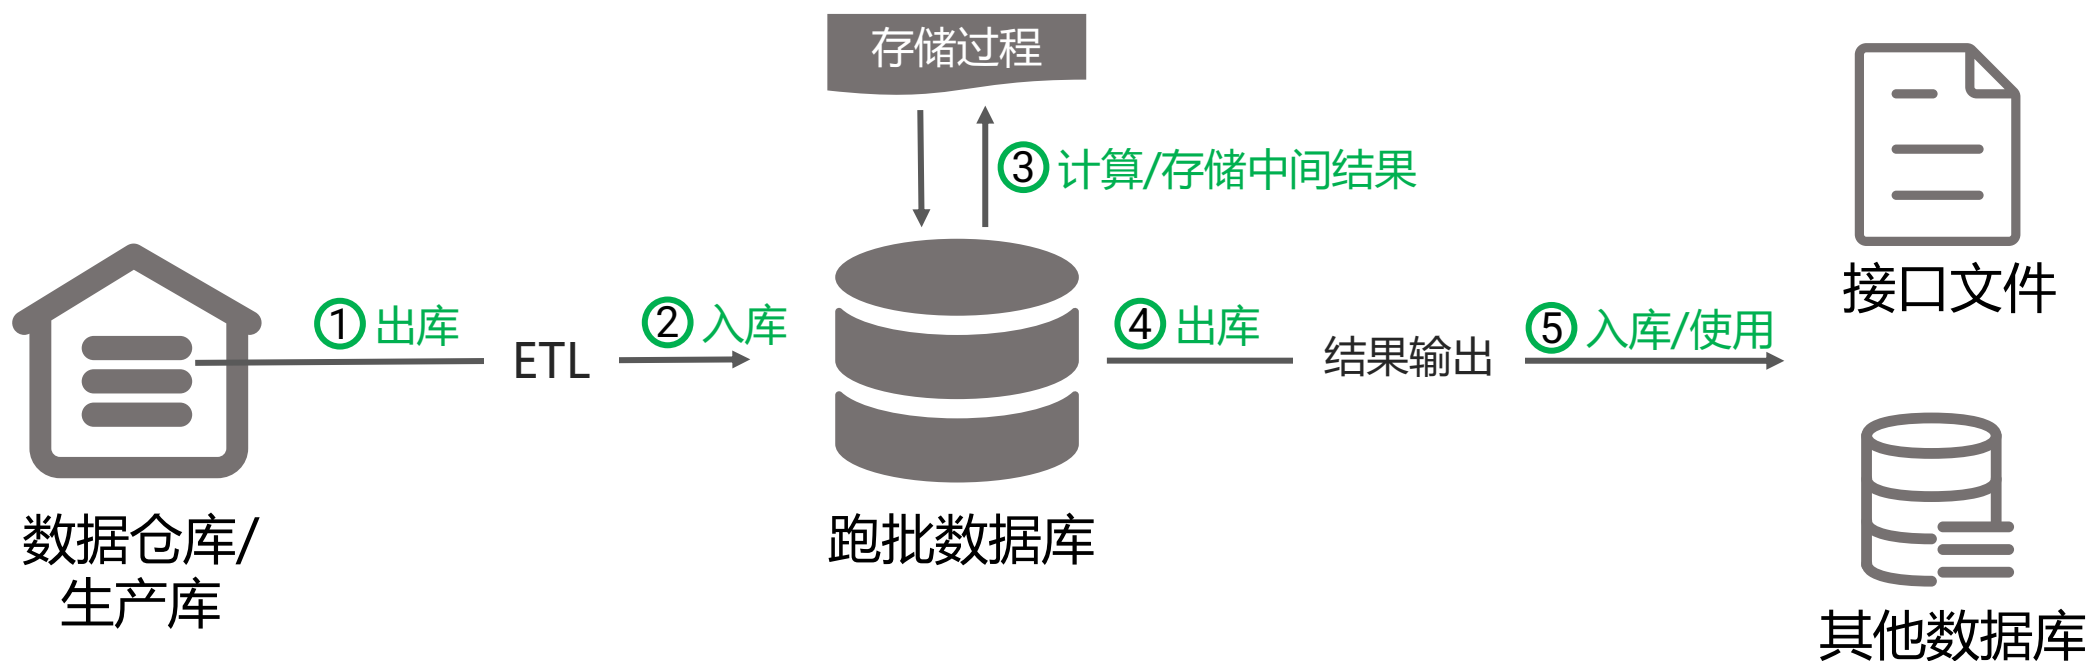 存储过程
③ 计算/存储中间结果
① 出库
ETL
② 入库
④ 出库
结果输出
⑤ 入库/使用
接口文件
数据仓库/
生产库
跑批数据库
其他数据库